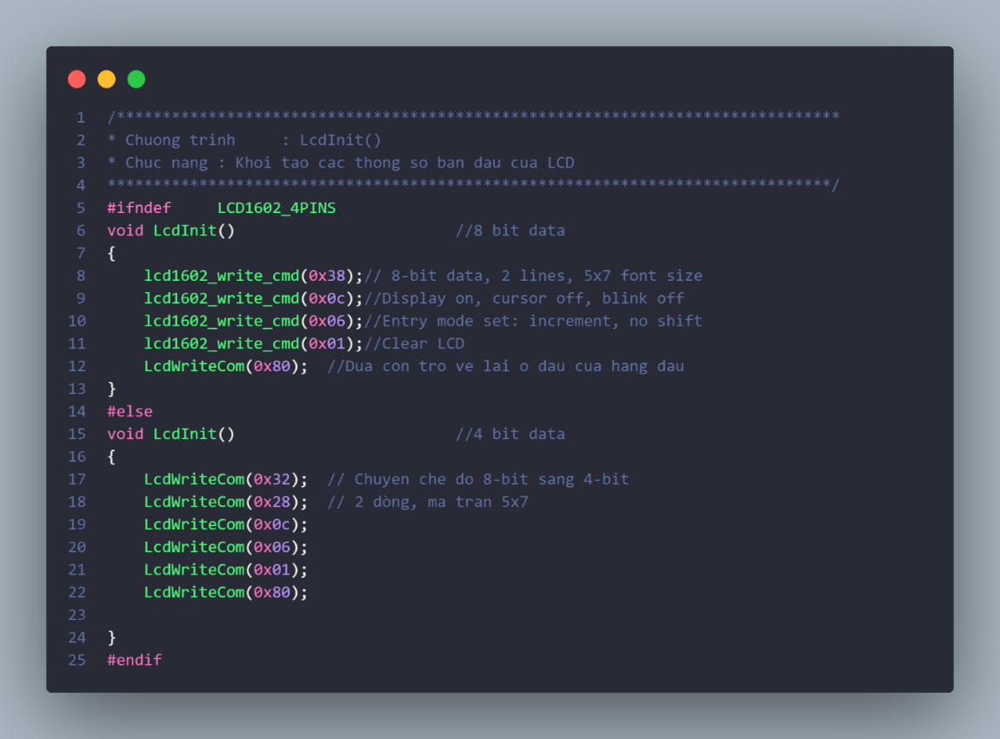 1 /*******************************************************************************
2 * Chuong trinh     : LcdInit()
3 * Chuc nang : Khoi tao cac thong so ban dau cua LCD
4 *******************************************************************************/
5 #ifndef     LCD1602_4PINS
6 void LcdInit()                        //8 bit data
7 {
8     lcd1602_write_cmd(0x38);// 8-bit data, 2 lines, 5x7 font size
9     lcd1602_write_cmd(0x0c);//Display on, cursor off, blink off
10     lcd1602_write_cmd(0x06);//Entry mode set: increment, no shift
11     lcd1602_write_cmd(0x01);//Clear LCD
12     LcdWriteCom(0x80);  //Dua con tro ve lai o dau cua hang dau
13 }
14 #else
15 void LcdInit()                        //4 bit data
16 {
17     LcdWriteCom(0x32);  // Chuyen che do 8-bit sang 4-bit
18     LcdWriteCom(0x28);  // 2 dòng, ma tran 5x7
19     LcdWriteCom(0x0c);
20     LcdWriteCom(0x06);
21     LcdWriteCom(0x01);
22     LcdWriteCom(0x80);
23
24 }
25 #endif